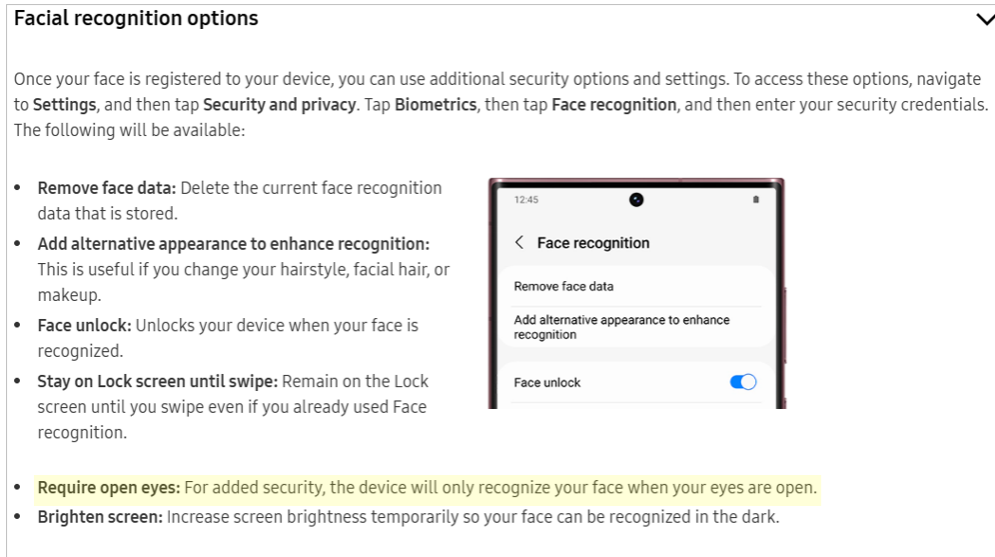 Facial recognition options
Once your face is registered to your device, you can use additional security options and settings. To access these options, navigate
to Settings, and then tap Security and privacy. Tap Biometrics, then tap Face recognition, and then enter your security credentials.
The following will be available:
• Remove face data: Delete the current face recognition
data that is stored.
• Add alternative appearance to enhance recognition:
This is useful if you change your hairstyle, facial hair, or
makeup.
• Face unlock: Unlocks your device when your face is
recognized.
• Stay on Lock screen until swipe: Remain on the Lock
screen until you swipe even if you already used Face
recognition.
12:45
Face recognition
Remove face data
Add alternative appearance to enhance
recognition
Face unlock
• Require open eyes: For added security, the device will only recognize your face when your eyes are open.
• Brighten screen: Increase screen brightness temporarily so your face can be recognized in the dark.